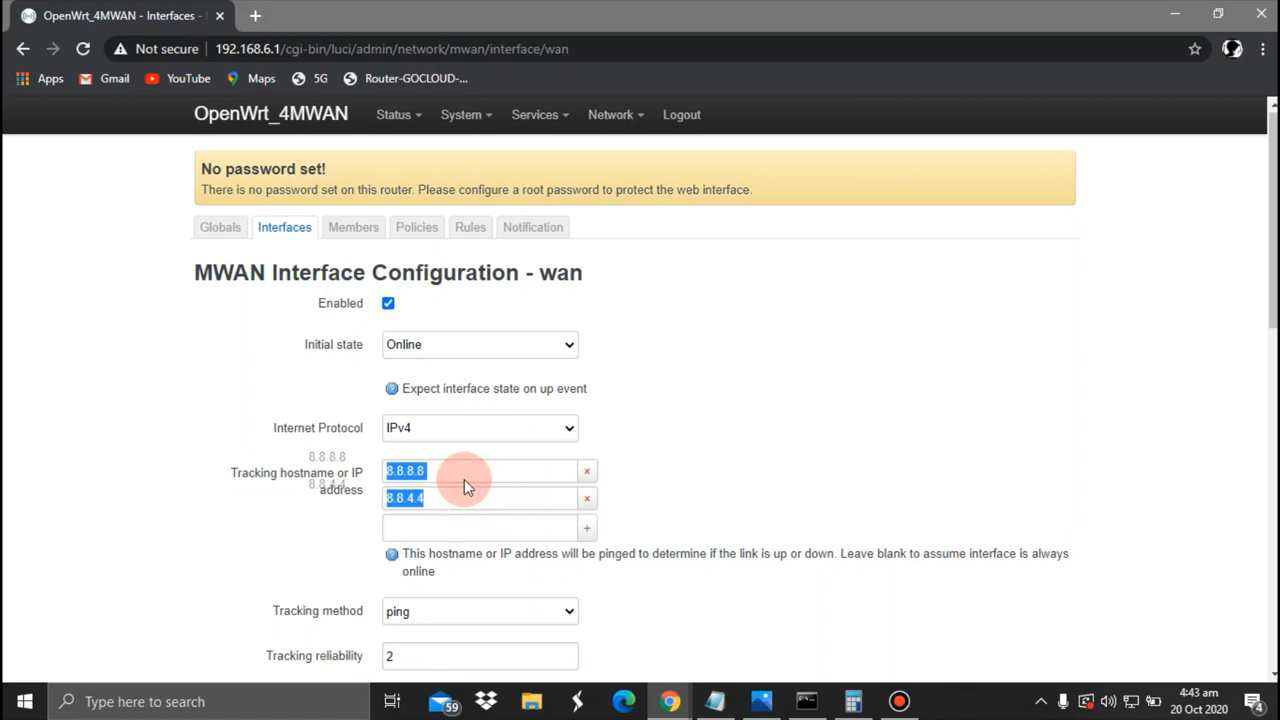 OpenWrt_4MWAN - Interfaces -
Not secure 192.168.6.1/cgi-bin/luci/admin/network/mwan/interface/wan
Apps Gmail YouTube Maps 5G Router-GOCLOUD-...
OpenWrt_4MWAN Status System Services Network Logout
No password set!
There is no password set on this router. Please configure a root password to protect the web interface.
Globals Interfaces Members Policies Rules Notification
MWAN Interface Configuration - wan
Enabled
Initial state Online
Expect interface state on up event
Internet Protocol IPv4
8.8.8.8
Tracking hostname or IP address
8.8.4.4
8.8.8.8
8.8.4.4
This hostname or IP address will be pinged to determine if the link is up or down. Leave blank to assume interface is always
online
Tracking method ping
Tracking reliability 2
Type here to search
59
4:43 am
20 Oct 2020
4